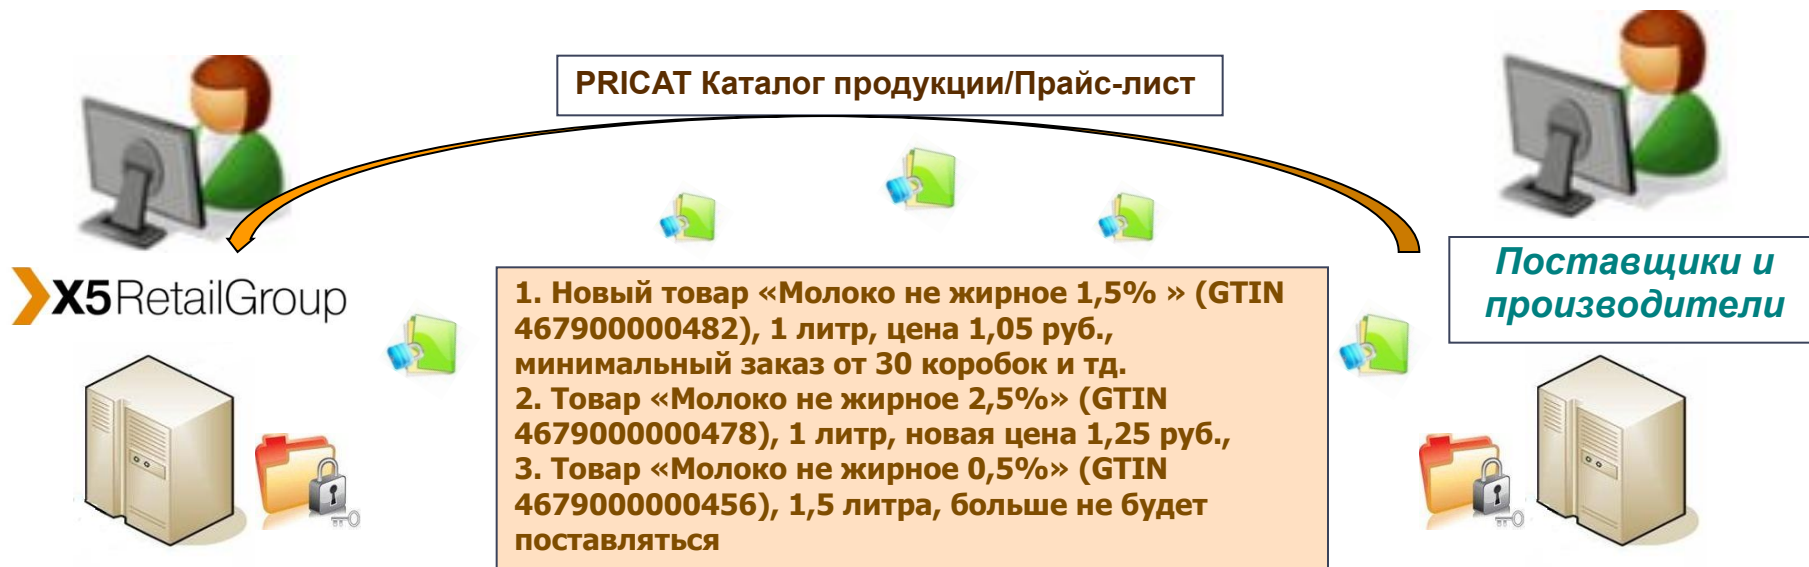 PRICAT Каталог продукции/Прайс-лист
X5RetailGroup
Поставщики и
производители
1. Новый товар «Молоко не жирное 1,5% » (GTIN
467900000482), 1 литр, цена 1,05 руб.,
минимальный заказ от 30 коробок и тд.
2. Товар «Молоко не жирное 2,5%» (GTIN
4679000000478), 1 литр, новая цена 1,25 руб.,
3. Товар «Молоко не жирное 0,5%» (GTIN
4679000000456), 1,5 литра, больше не будет
поставляться